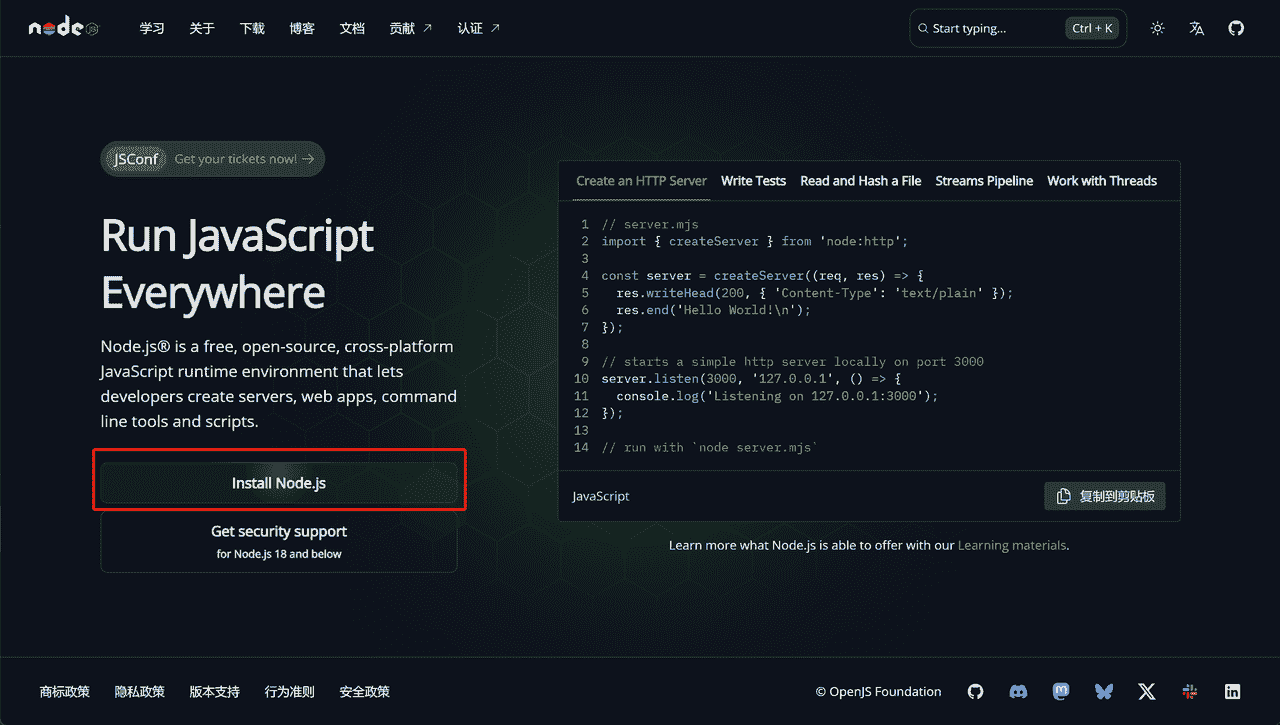 node JS
学习 关于 下载 博客 文档 贡献 ↗ 认证 ↗
Start typing... Ctrl + K
JSConf Get your tickets now! →
Run JavaScript
Everywhere
Node.js® is a free, open-source, cross-platform
JavaScript runtime environment that lets
developers create servers, web apps, command
line tools and scripts.
Install Node.js
Get security support
for Node.js 18 and below
Create an HTTP Server Write Tests Read and Hash a File Streams Pipeline Work with Threads
1 // server.mjs
2 import { createServer } from 'node:http';
3
4 const server = createServer((req, res) => {
5   res.writeHead(200, { 'Content-Type': 'text/plain' });
6   res.end('Hello World!\n');
7 });
8
9 // starts a simple http server locally on port 3000
10 server.listen(3000, '127.0.0.1', () => {
11   console.log('Listening on 127.0.0.1:3000');
12 });
13
14 // run with `node server.mjs`
JavaScript 复制到剪贴板
Learn more what Node.js is able to offer with our Learning materials.
商标政策 隐私政策 版本支持 行为准则 安全政策
© OpenJS Foundation